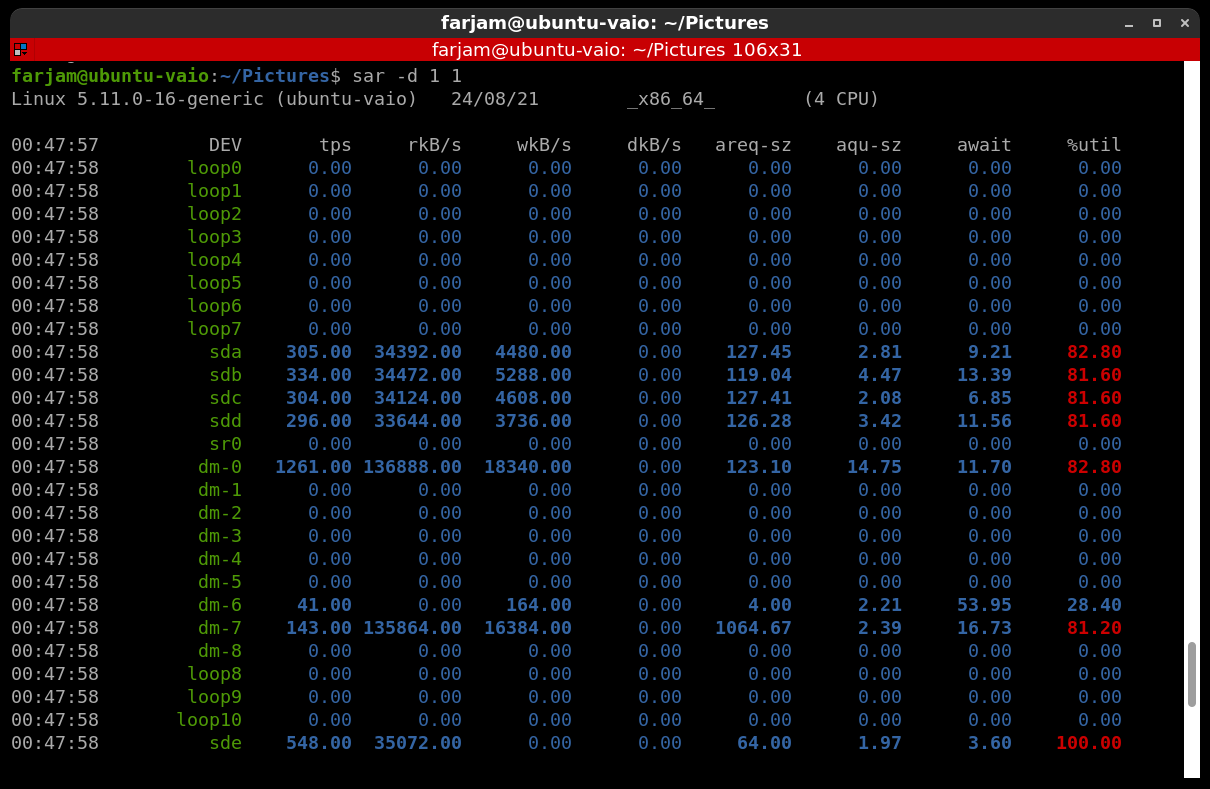 farjam@ubuntu-vaio: ~/Pictures
farjam@ubuntu-vaio: ~/Pictures 106x31
farjam@ubuntu-vaio:~/Pictures$ sar -d 1 1
Linux 5.11.0-16-generic (ubuntu-vaio) 24/08/21 _x86_64_ (4 CPU)
00:47:57 DEV tps rkB/s wkB/s dkB/s areq-sz aqu-sz await %util
00:47:58 loop0 0.00 0.00 0.00 0.00 0.00 0.00 0.00 0.00
00:47:58 loop1 0.00 0.00 0.00 0.00 0.00 0.00 0.00 0.00
00:47:58 loop2 0.00 0.00 0.00 0.00 0.00 0.00 0.00 0.00
00:47:58 loop3 0.00 0.00 0.00 0.00 0.00 0.00 0.00 0.00
00:47:58 loop4 0.00 0.00 0.00 0.00 0.00 0.00 0.00 0.00
00:47:58 loop5 0.00 0.00 0.00 0.00 0.00 0.00 0.00 0.00
00:47:58 loop6 0.00 0.00 0.00 0.00 0.00 0.00 0.00 0.00
00:47:58 loop7 0.00 0.00 0.00 0.00 0.00 0.00 0.00 0.00
00:47:58 sda 305.00 34392.00 4480.00 0.00 127.45 2.81 9.21 82.80
00:47:58 sdb 334.00 34472.00 5288.00 0.00 119.04 4.47 13.39 81.60
00:47:58 sdc 304.00 34124.00 4608.00 0.00 127.41 2.08 6.85 81.60
00:47:58 sdd 296.00 33644.00 3736.00 0.00 126.28 3.42 11.56 81.60
00:47:58 sr0 0.00 0.00 0.00 0.00 0.00 0.00 0.00 0.00
00:47:58 dm-0 1261.00 136888.00 18340.00 0.00 123.10 14.75 11.70 82.80
00:47:58 dm-1 0.00 0.00 0.00 0.00 0.00 0.00 0.00 0.00
00:47:58 dm-2 0.00 0.00 0.00 0.00 0.00 0.00 0.00 0.00
00:47:58 dm-3 0.00 0.00 0.00 0.00 0.00 0.00 0.00 0.00
00:47:58 dm-4 0.00 0.00 0.00 0.00 0.00 0.00 0.00 0.00
00:47:58 dm-5 0.00 0.00 0.00 0.00 0.00 0.00 0.00 0.00
00:47:58 dm-6 41.00 0.00 164.00 0.00 4.00 2.21 53.95 28.40
00:47:58 dm-7 143.00 135864.00 16384.00 0.00 1064.67 2.39 16.73 81.20
00:47:58 dm-8 0.00 0.00 0.00 0.00 0.00 0.00 0.00 0.00
00:47:58 loop8 0.00 0.00 0.00 0.00 0.00 0.00 0.00 0.00
00:47:58 loop9 0.00 0.00 0.00 0.00 0.00 0.00 0.00 0.00
00:47:58 loop10 0.00 0.00 0.00 0.00 0.00 0.00 0.00 0.00
00:47:58 sde 548.00 35072.00 0.00 0.00 64.00 1.97 3.60 100.00